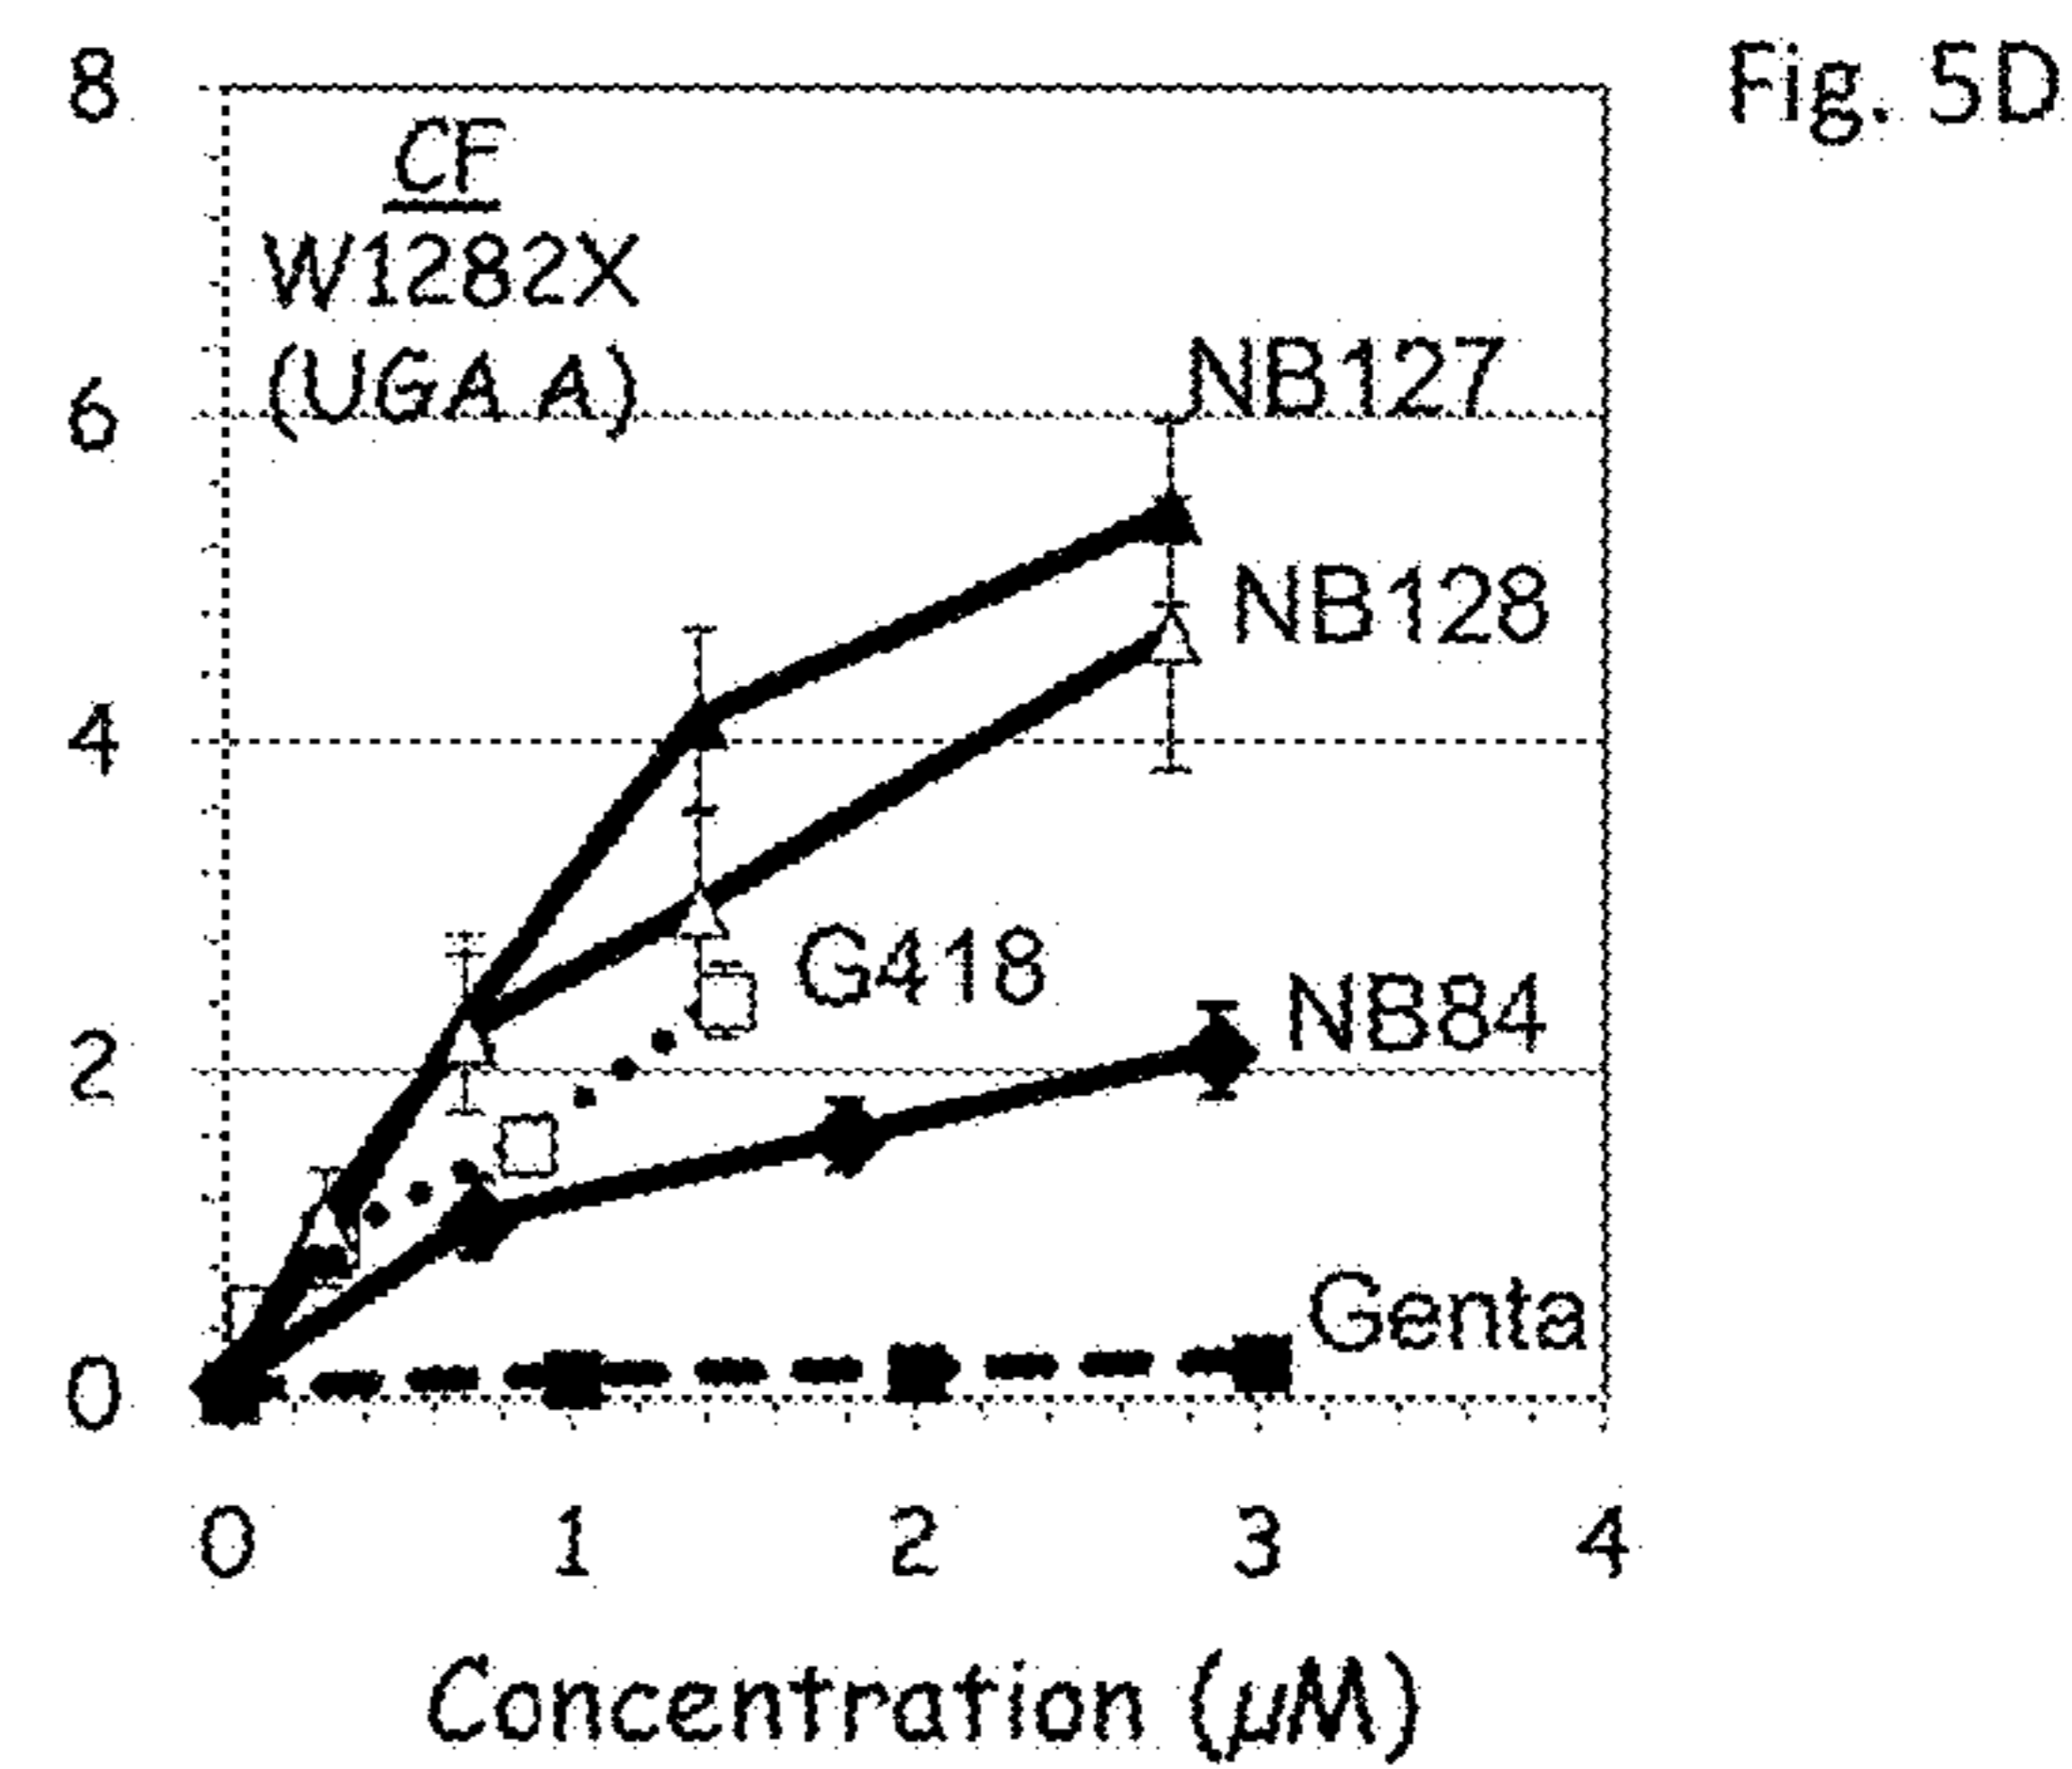 Fig. 5D
8
CF
W1282X
(UGA A)
NB127
6
NB128
4
G418
NB84
2
Genta
0
0 1 2 3 4
Concentration (µM)